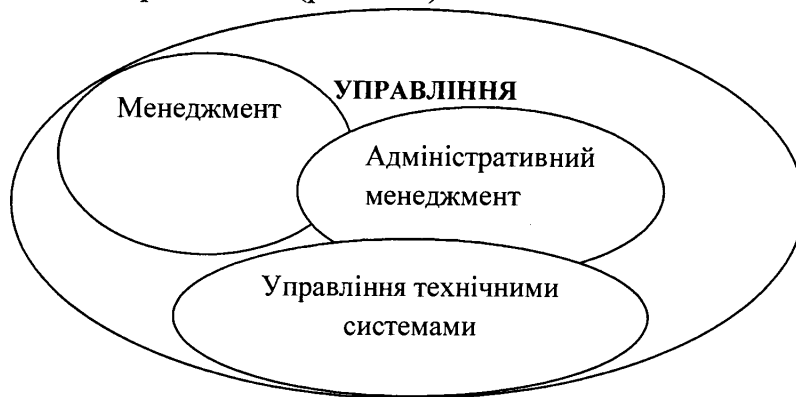 УПРАВЛІННЯ
Менеджмент
Адміністративний
менеджмент
Управління технічними
системами